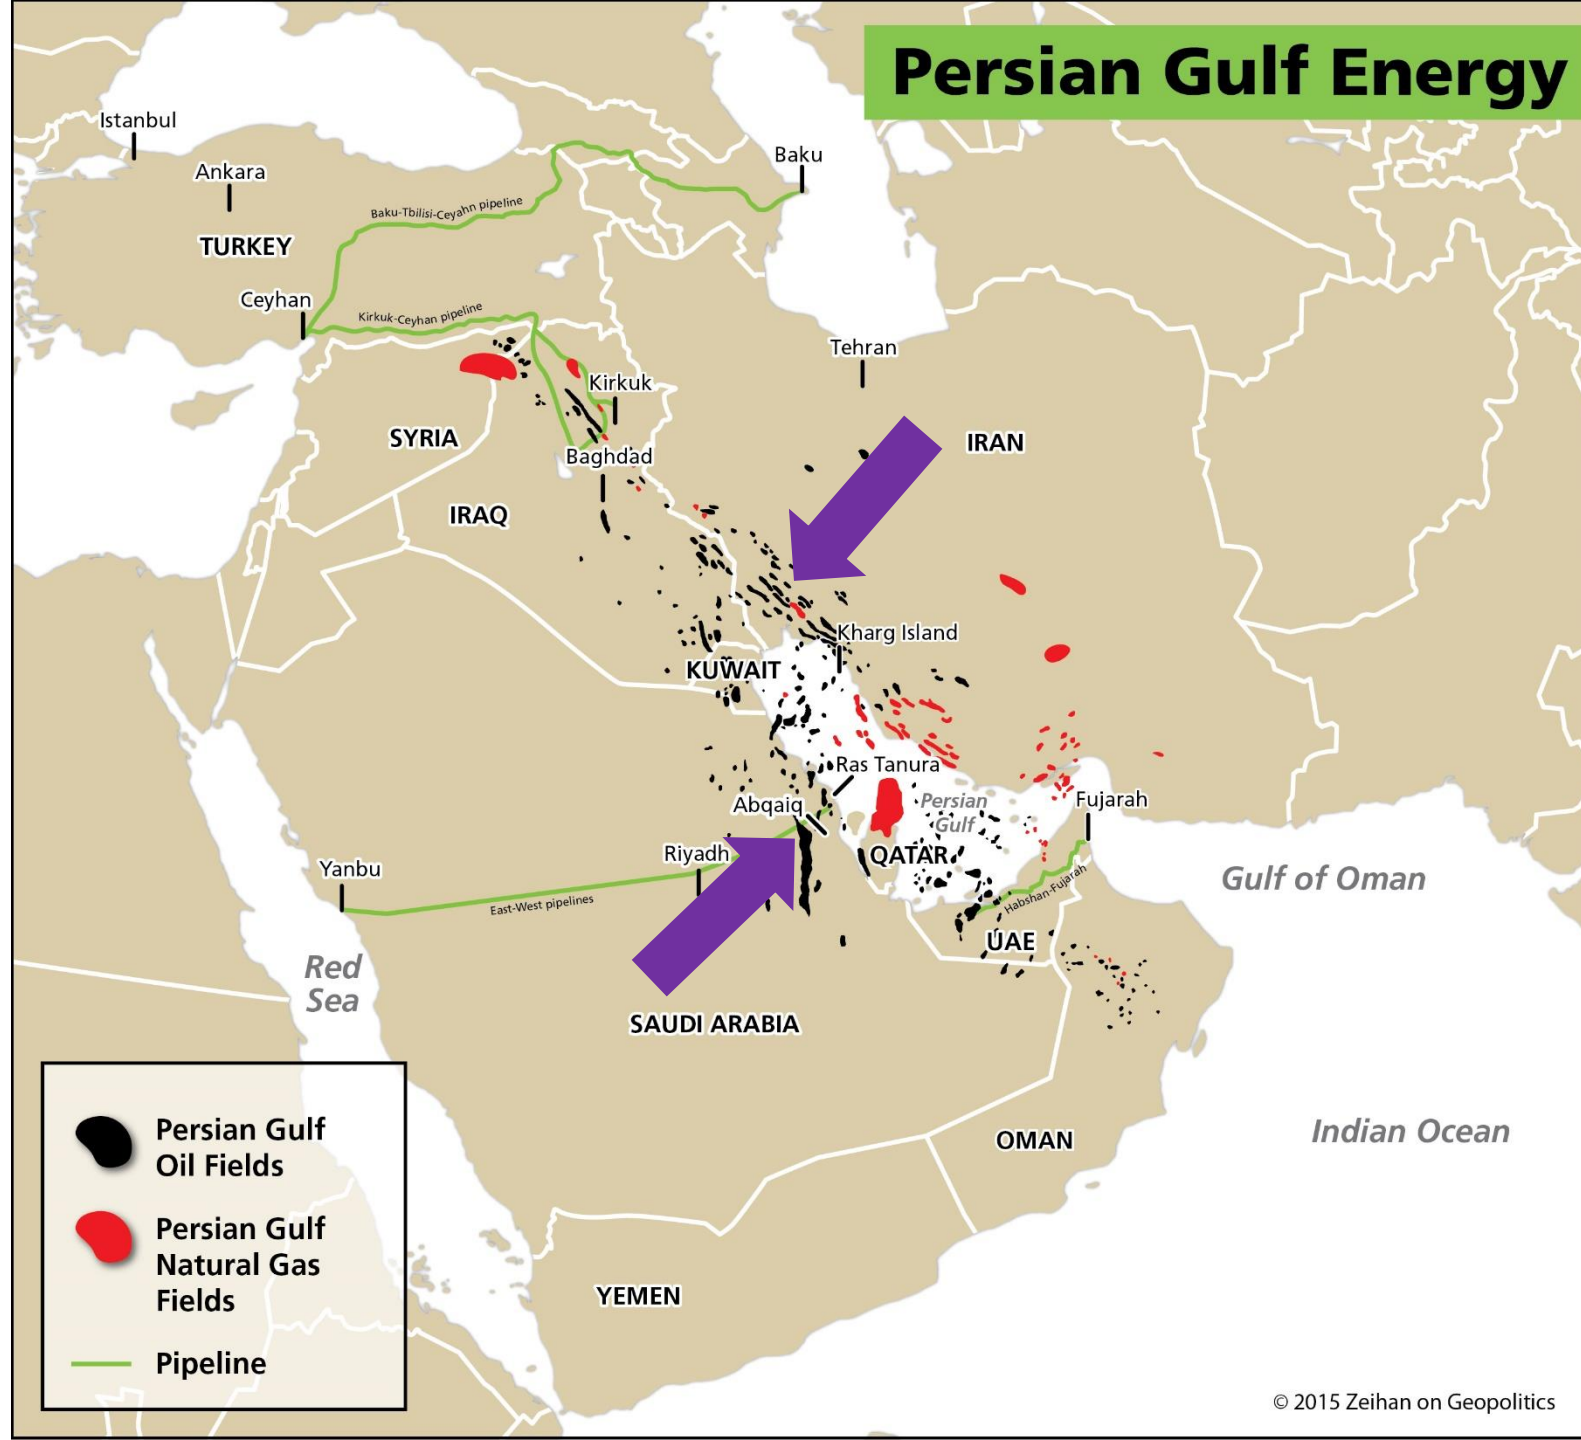 Persian Gulf Energy
Istanbul
Ankara
Baku
Baku-Tbilisi-Ceyahn pipeline
TURKEY
Ceyhan
Kirkuk-Ceyhan pipeline
Tehran
Kirkuk
SYRIA
IRAN
Baghdad
IRAQ
Kharg Island
KUWAIT
Ras Tanura
Persian
Gulf
Abqaiq
Fujarah
Riyadh
QATAR
Yanbu
East-West pipelines
Habshan-Fujarah
Gulf of Oman
UAE
Red
Sea
SAUDI ARABIA
Persian Gulf
Oil Fields
OMAN
Indian Ocean
Persian Gulf
Natural Gas
Fields
YEMEN
Pipeline
© 2015 Zeihan on Geopolitics